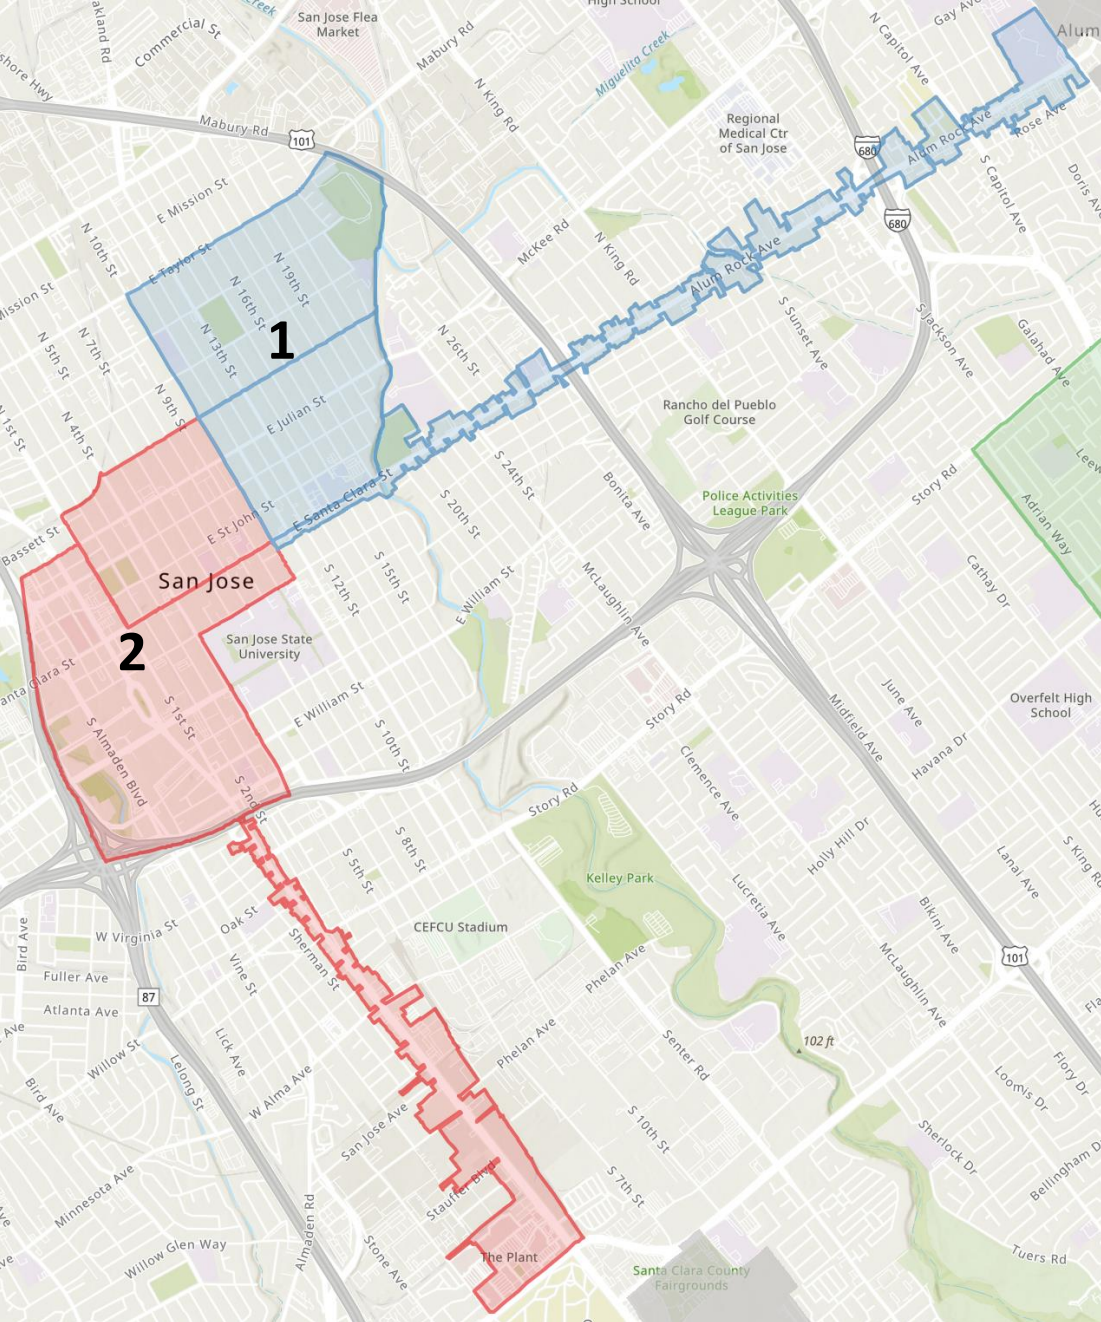 San Jose Flea
Market
High School
Gay Ave
Alum
Commercial St
Mabury Rd
N Capitol Ave
Miguelita Creek
N King Rd
Regional
Medical Ctr
of San Jose
Mabury Rd
101
680
Alum Rock Ave
Rose Ave
S Capitol Ave
E Mission St
680
N 10th St
E Taylor St
N 19th St
McKee Rd
N King Rd
Alum Rock Ave
N 16th St
N 13th St
1
N 5th St
N 7th St
N 26th St
S Sunset Ave
S Jackson Ave
Galahad Ave
N 9th St
N 4th St
E Julian St
Rancho del Pueblo
Golf Course
S 24th St
Story Rd
Bonita Ave
Police Activities
League Park
E St John St
E Santa Clara St
S 20th St
Adrian Way
Bassett St
San Jose
S 12th St
S 15th St
E William St
McLaughlin Ave
Cathay Dr
2
San Jose State
University
S 1st St
E William St
Story Rd
June Ave
Overfelt High
School
S Almaden Blvd
S 10th St
Midfield Ave
Havana Dr
S 2nd St
Story Rd
Clemence Ave
S 5th St
S 8th St
Holly Hill Dr
Lanai Ave
S King Rd
Kelley Park
Lucretia Ave
Bikini Ave
W Virginia St
Oak St
CEFCU Stadium
Bird Ave
Sherman St
Phelan Ave
McLaughlin Ave
101
Fuller Ave
Vine St
87
Atlanta Ave
Willow St
Lick Ave
Phelan Ave
Senter Rd
102 ft
Bird Ave
Lelong St
W Alma Ave
San Jose Ave
S 10th St
Flory Dr
Loomis Dr
Sherlock Dr
Minnesota Ave
Stauffer Blvd
S 7th St
Almaden Rd
Willow Glen Way
Stone Ave
The Plant
Santa Clara County
Fairgrounds
Tuers Rd